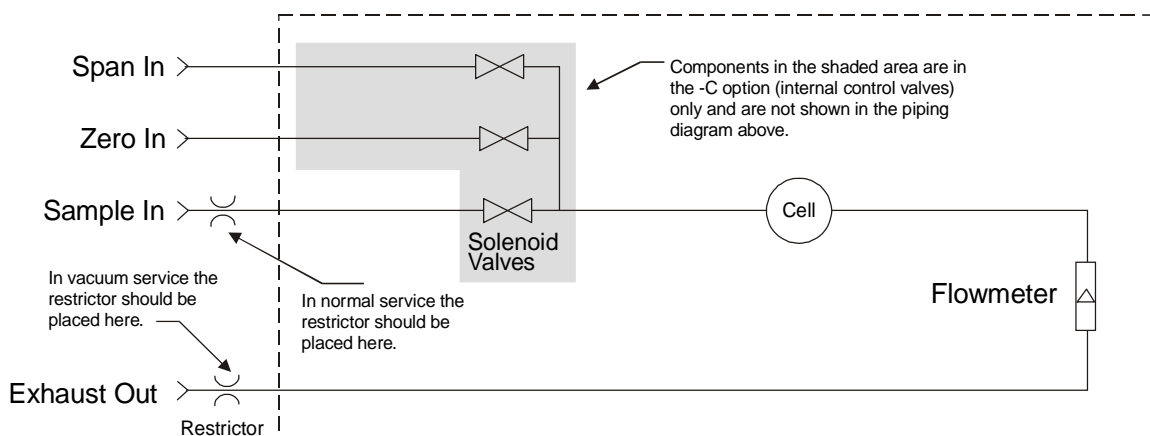 Span In
Components in the shaded area are in
the -C option (internal control valves)
only and are not shown in the piping
diagram above.
Zero In
Sample In
Cell
Solenoid
Valves
In vacuum service the
restrictor should be
placed here.
In normal service the
restrictor should be
placed here.
Flowmeter
Exhaust Out
Restrictor